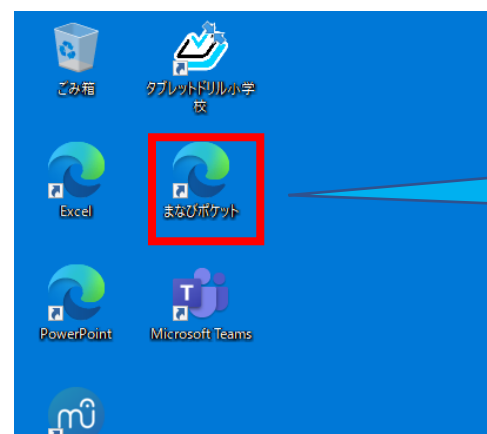 ごみ箱
タブレットドリル小学
校
Excel
まなびポケット
PowerPoint
Microsoft Teams